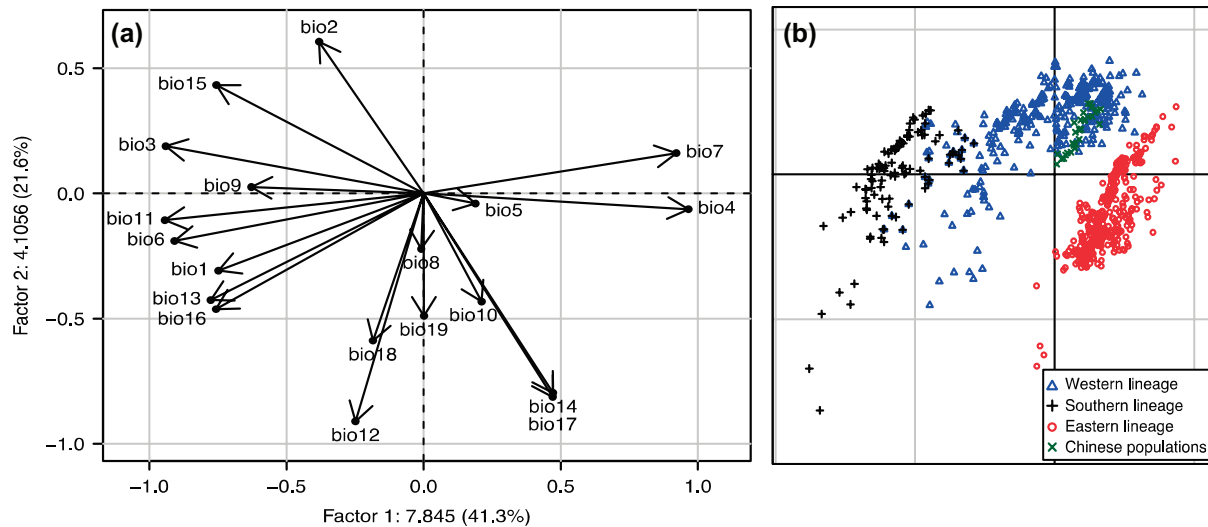 (a)
bio2
bio15
bio3
bio7
bio9
bio5
bio4
bio11
bio6
bio8
bio1
bio13
bio16
bio10
bio19
bio18
bio14
bio17
bio12
0.5
0.0
−0.5
−1.0
−1.0
−0.5
0.0
0.5
1.0
Factor 2: 4.1056 (21.6%)
Factor 1: 7.845 (41.3%)
(b)
Western lineage
Southern lineage
Eastern lineage
Chinese populations